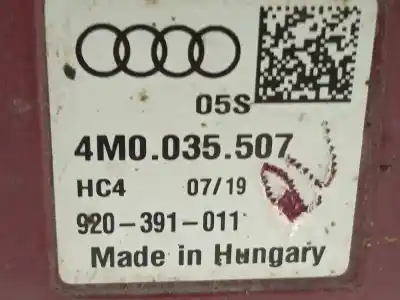 05S
4M0.035.507
HC4 07/19
920-391-011
Made in Hungary